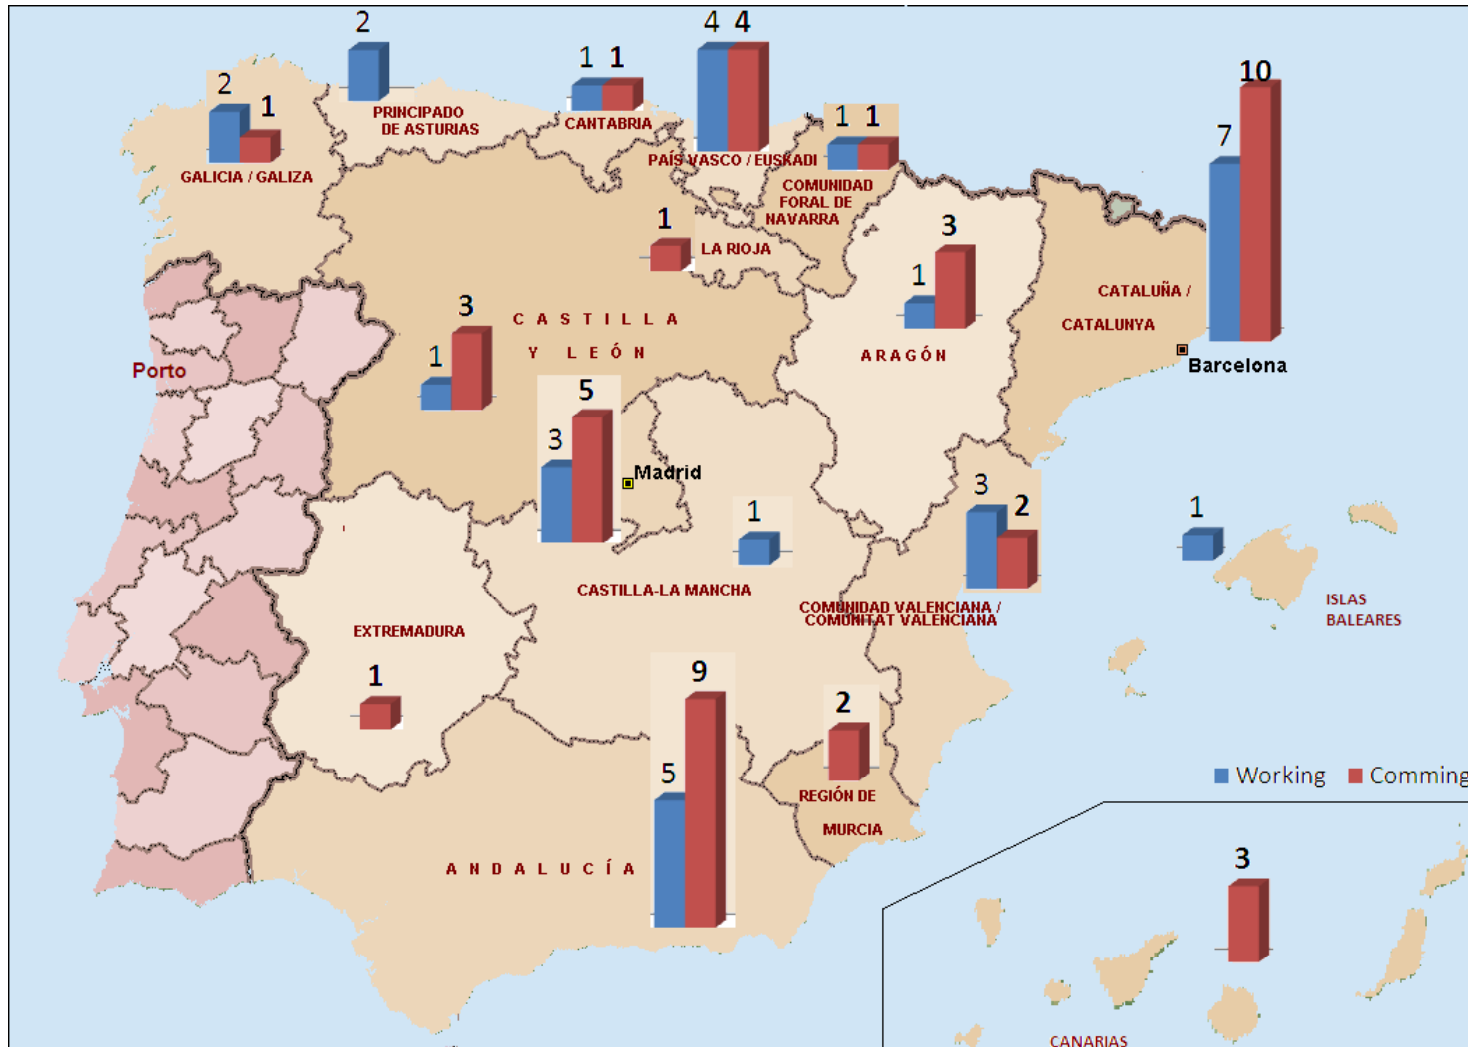 2
2
1
PRINCIPADO
DE ASTURIAS
GALICIA / GALIZA
1 1
CANTABRIA
4 4
PAÍS VASCO / EUSKADI
1 1
COMUNIDAD
FORAL DE
NAVARRA
10
7
1
LA RIOJA
3
1
ARAGÓN
CATALUÑA /
CATALUNYA
Barcelona
3
1
CASTILLA
Y LEÓN
Porto
5
3
Madrid
1
CASTILLA-LA MANCHA
3
2
COMUNIDAD VALENCIANA /
COMUNITAT VALENCIANA
1
ISLAS
BALEARES
EXTREMADURA
1
9
5
ANDALUCÍA
2
REGIÓN DE
MURCIA
Working Comming
3
CANARIAS